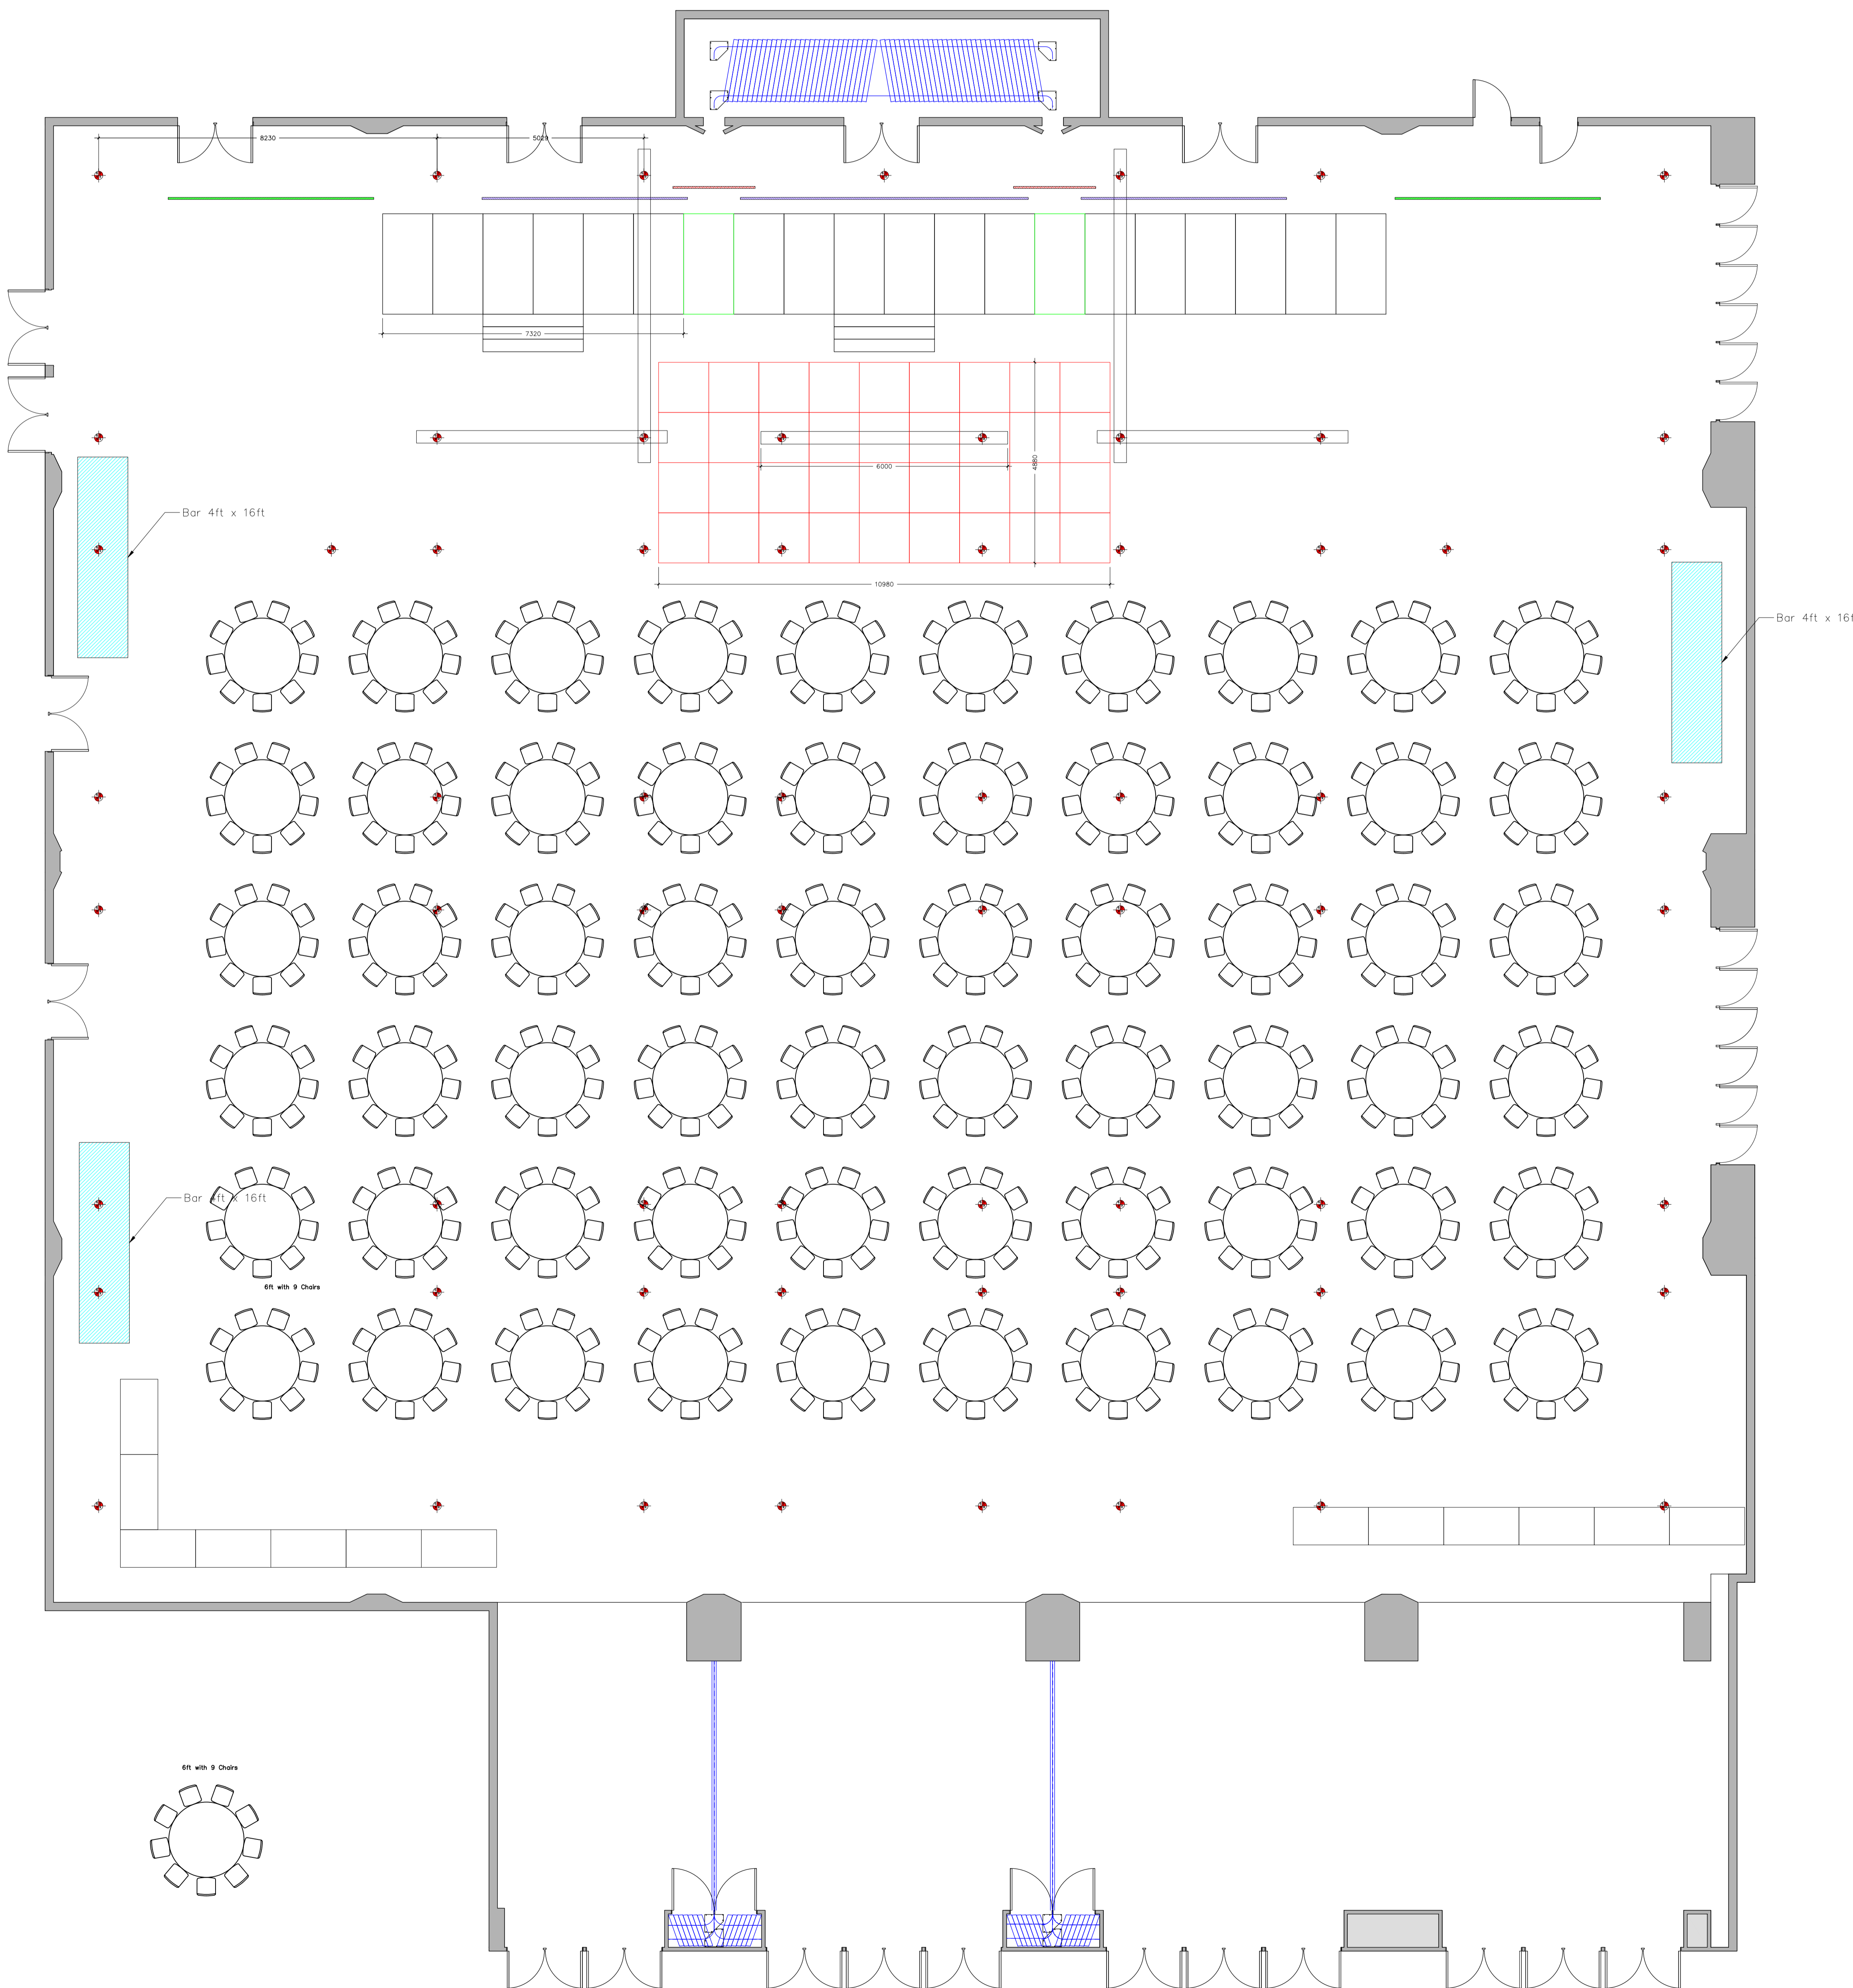 8230
5029
7320
6000
4880
Bar 4ft x 16ft
10980
Bar 4ft x 16f
Bar 4ft x 16ft
6ft with 9 Chairs
6ft with 9 Chairs